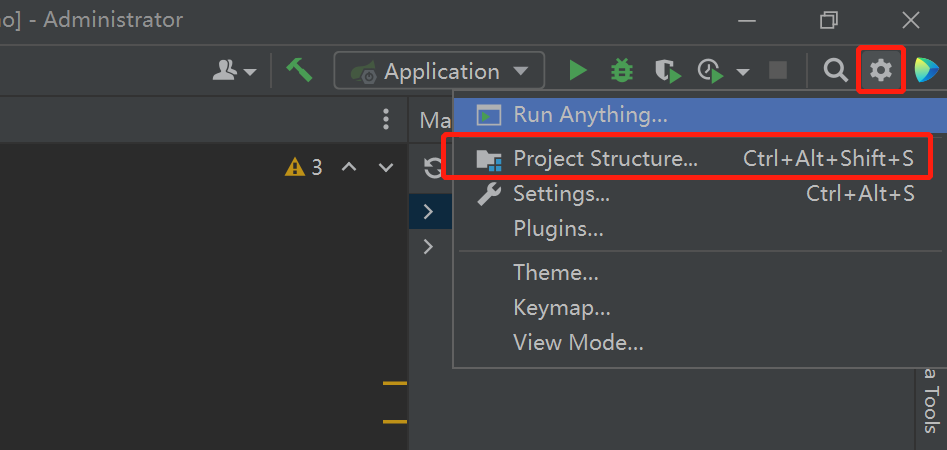 o] - Administrator
Application
Ma
3
Run Anything...
Project Structure... Ctrl+Alt+Shift+S
Settings... Ctrl+Alt+S
Plugins...
Theme...
Keymap...
View Mode...
a Tools